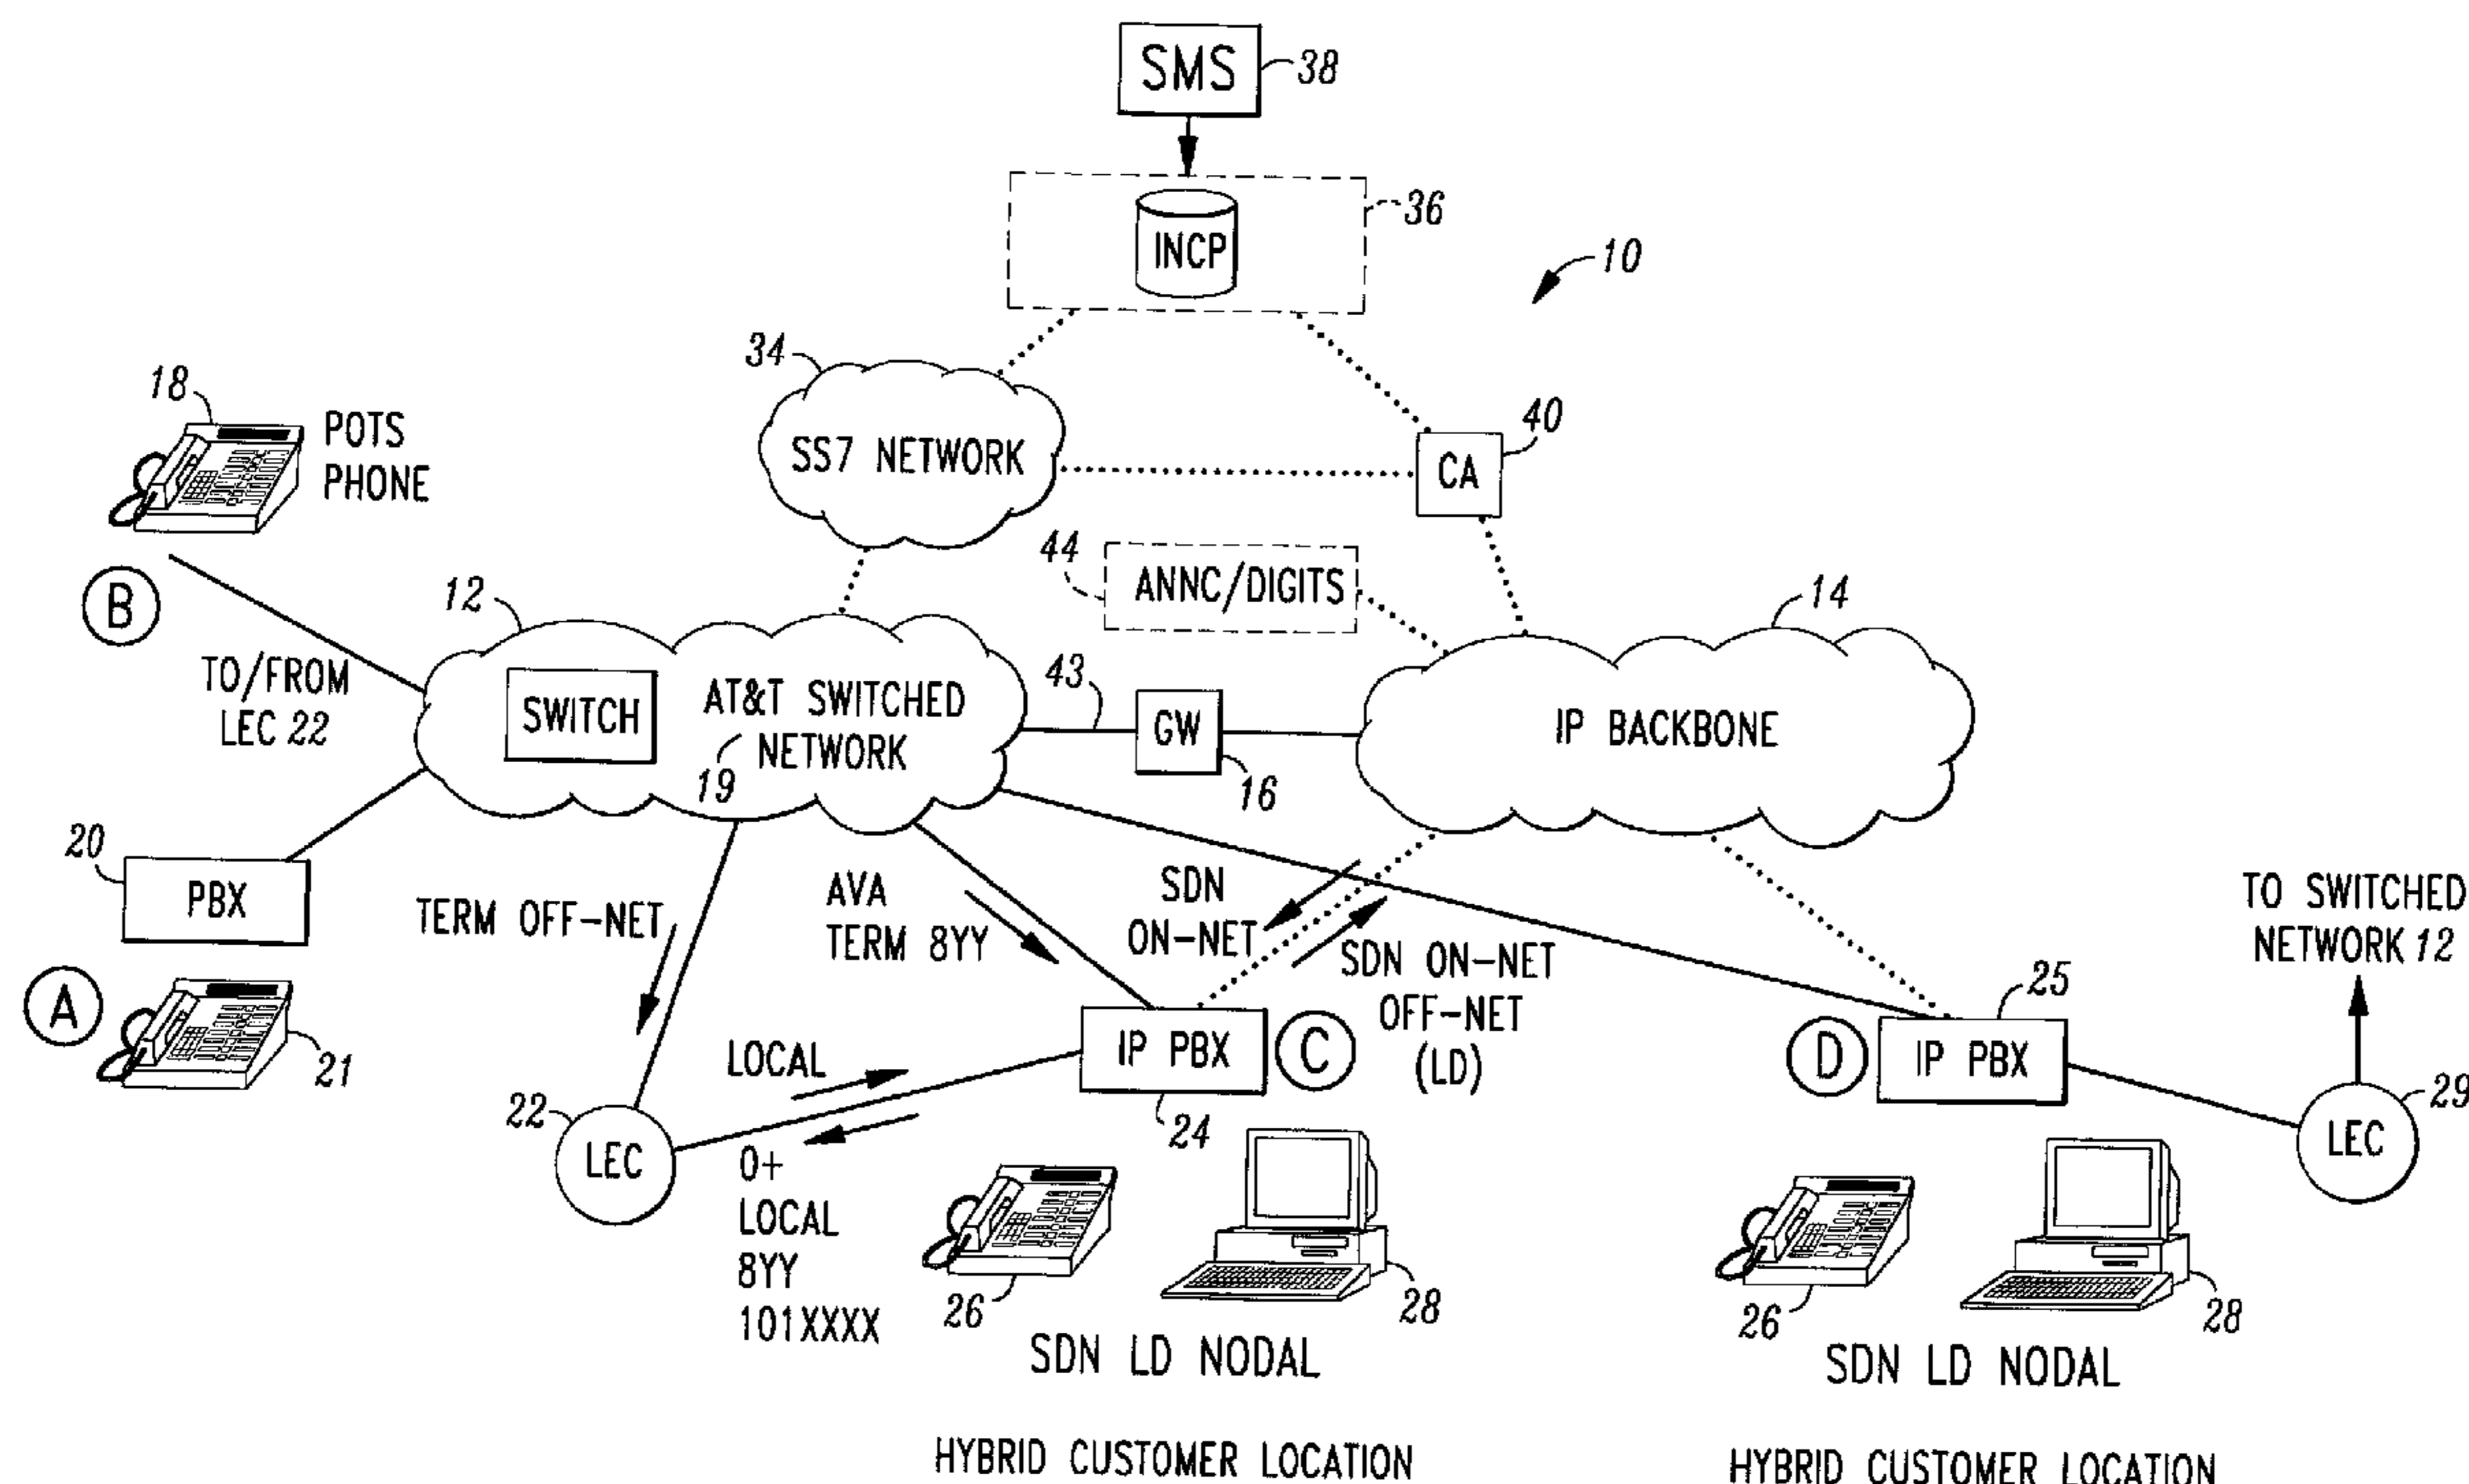 SMS
38
INCP
36
10
34
SS7 NETWORK
40
CA
18
POTS
PHONE
B
44
ANNC/DIGITS
12
14
TO/FROM
LEC 22
SWITCH
AT&T SWITCHED
NETWORK
19
43
GW
16
IP BACKBONE
20
PBX
A
21
TERM OFF-NET
AVA
TERM 8YY
SDN
ON-NET
SDN ON-NET
OFF-NET
(LD)
TO SWITCHED
NETWORK 12
22
LEC
LOCAL
0+
LOCAL
8YY
101XXXX
IP PBX
C
24
D
25
IP PBX
29
LEC
26
28
SDN LD NODAL
HYBRID CUSTOMER LOCATION
26
28
SDN LD NODAL
HYBRID CUSTOMER LOCATION